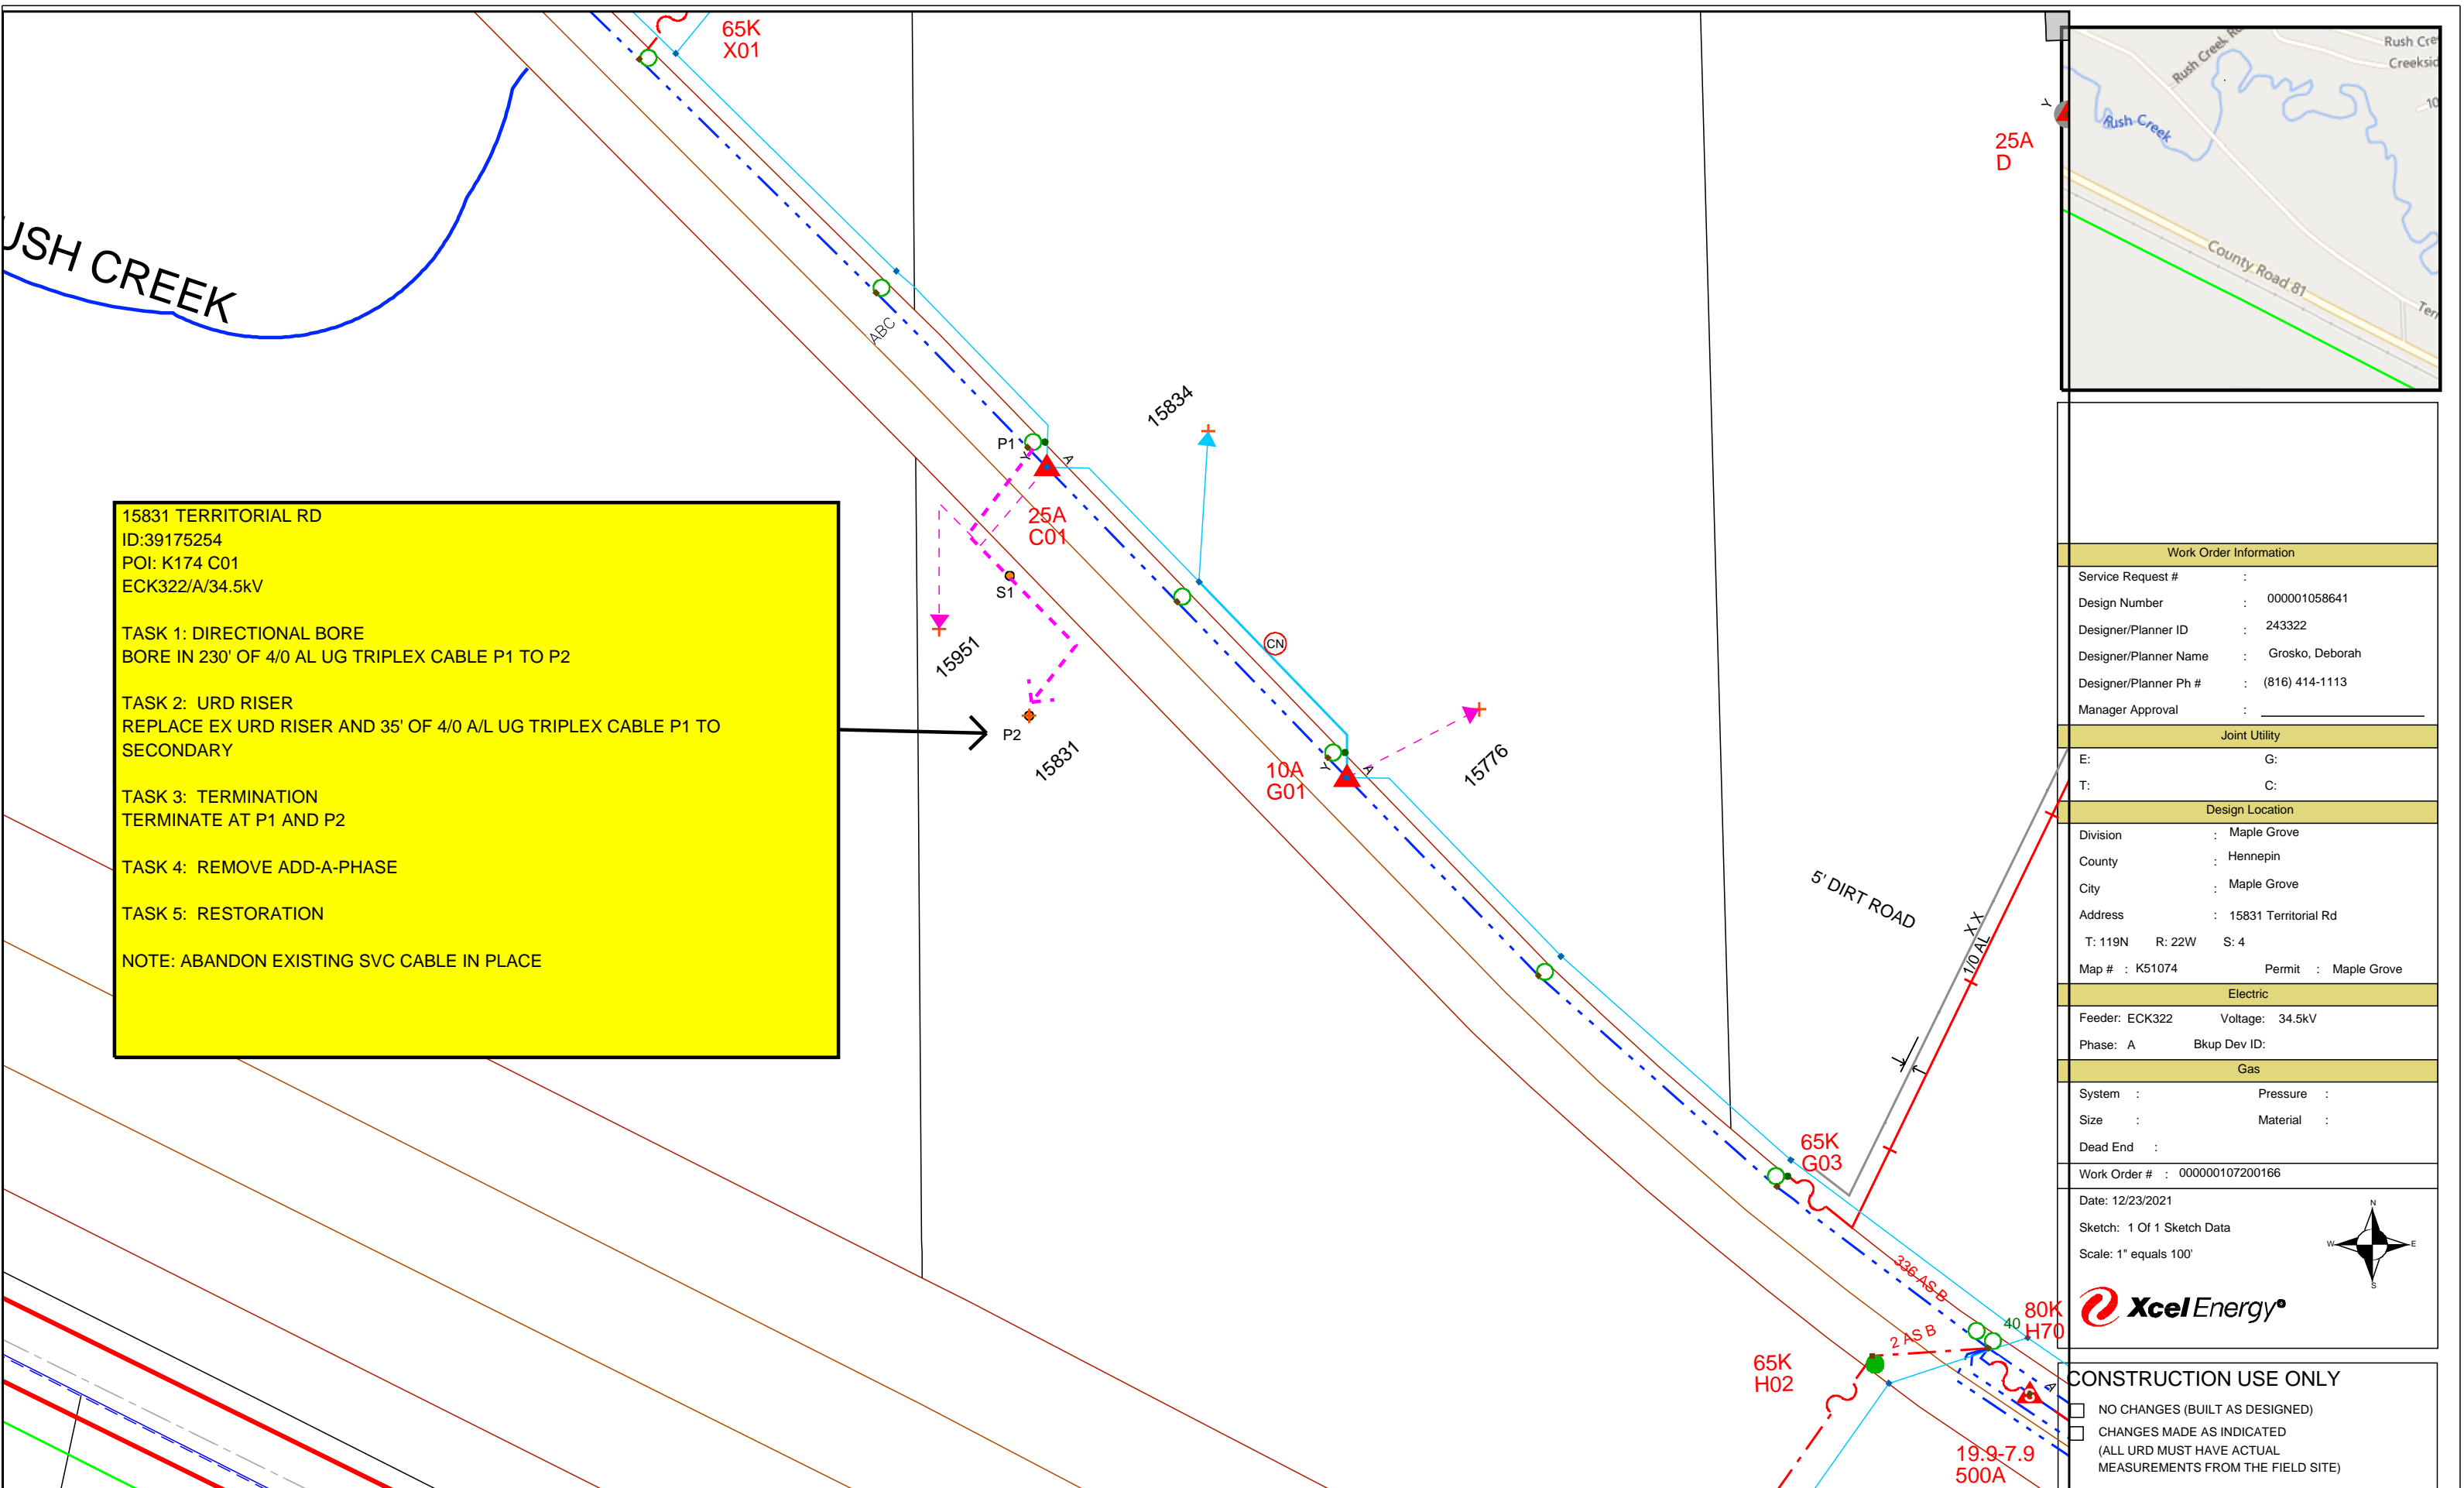 65K
X01
Rush Creek
USH CREEK
ABC
25A
D
Y
County Road 81
15834
P1
Y
A
25A
C01
S1
15951
CN
P2
15831
10A
G01
Y
A
15776
15831 TERRITORIAL RD
ID:39175254
POI: K174 C01
ECK322/A/34.5kV
TASK 1: DIRECTIONAL BORE
BORE IN 230' OF 4/0 AL UG TRIPLEX CABLE P1 TO P2
TASK 2:  URD RISER
REPLACE EX URD RISER AND 35' OF 4/0 A/L UG TRIPLEX CABLE P1 TO
SECONDARY
TASK 3:  TERMINATION
TERMINATE AT P1 AND P2
TASK 4:  REMOVE ADD-A-PHASE
TASK 5:  RESTORATION
NOTE: ABANDON EXISTING SVC CABLE IN PLACE
5' DIRT ROAD
X X
1/0 AL
65K
G03
336 AS B
2 AS B
40
80K
H70
65K
H02
A
19.9-7.9
500A
Work Order Information
Service Request # :
Design Number : 000001058641
Designer/Planner ID : 243322
Designer/Planner Name : Grosko, Deborah
Designer/Planner Ph # : (816) 414-1113
Manager Approval :
Joint Utility
E: G:
T: C:
Design Location
Division : Maple Grove
County : Hennepin
City : Maple Grove
Address : 15831 Territorial Rd
T: 119N R: 22W S: 4
Map # : K51074 Permit : Maple Grove
Electric
Feeder: ECK322 Voltage: 34.5kV
Phase: A Bkup Dev ID:
Gas
System : Pressure :
Size : Material :
Dead End :
Work Order # : 000000107200166
Date: 12/23/2021
Sketch: 1 Of 1 Sketch Data
Scale: 1" equals 100'
N
W E
S
Xcel Energy®
CONSTRUCTION USE ONLY
NO CHANGES (BUILT AS DESIGNED)
CHANGES MADE AS INDICATED
(ALL URD MUST HAVE ACTUAL
MEASUREMENTS FROM THE FIELD SITE)